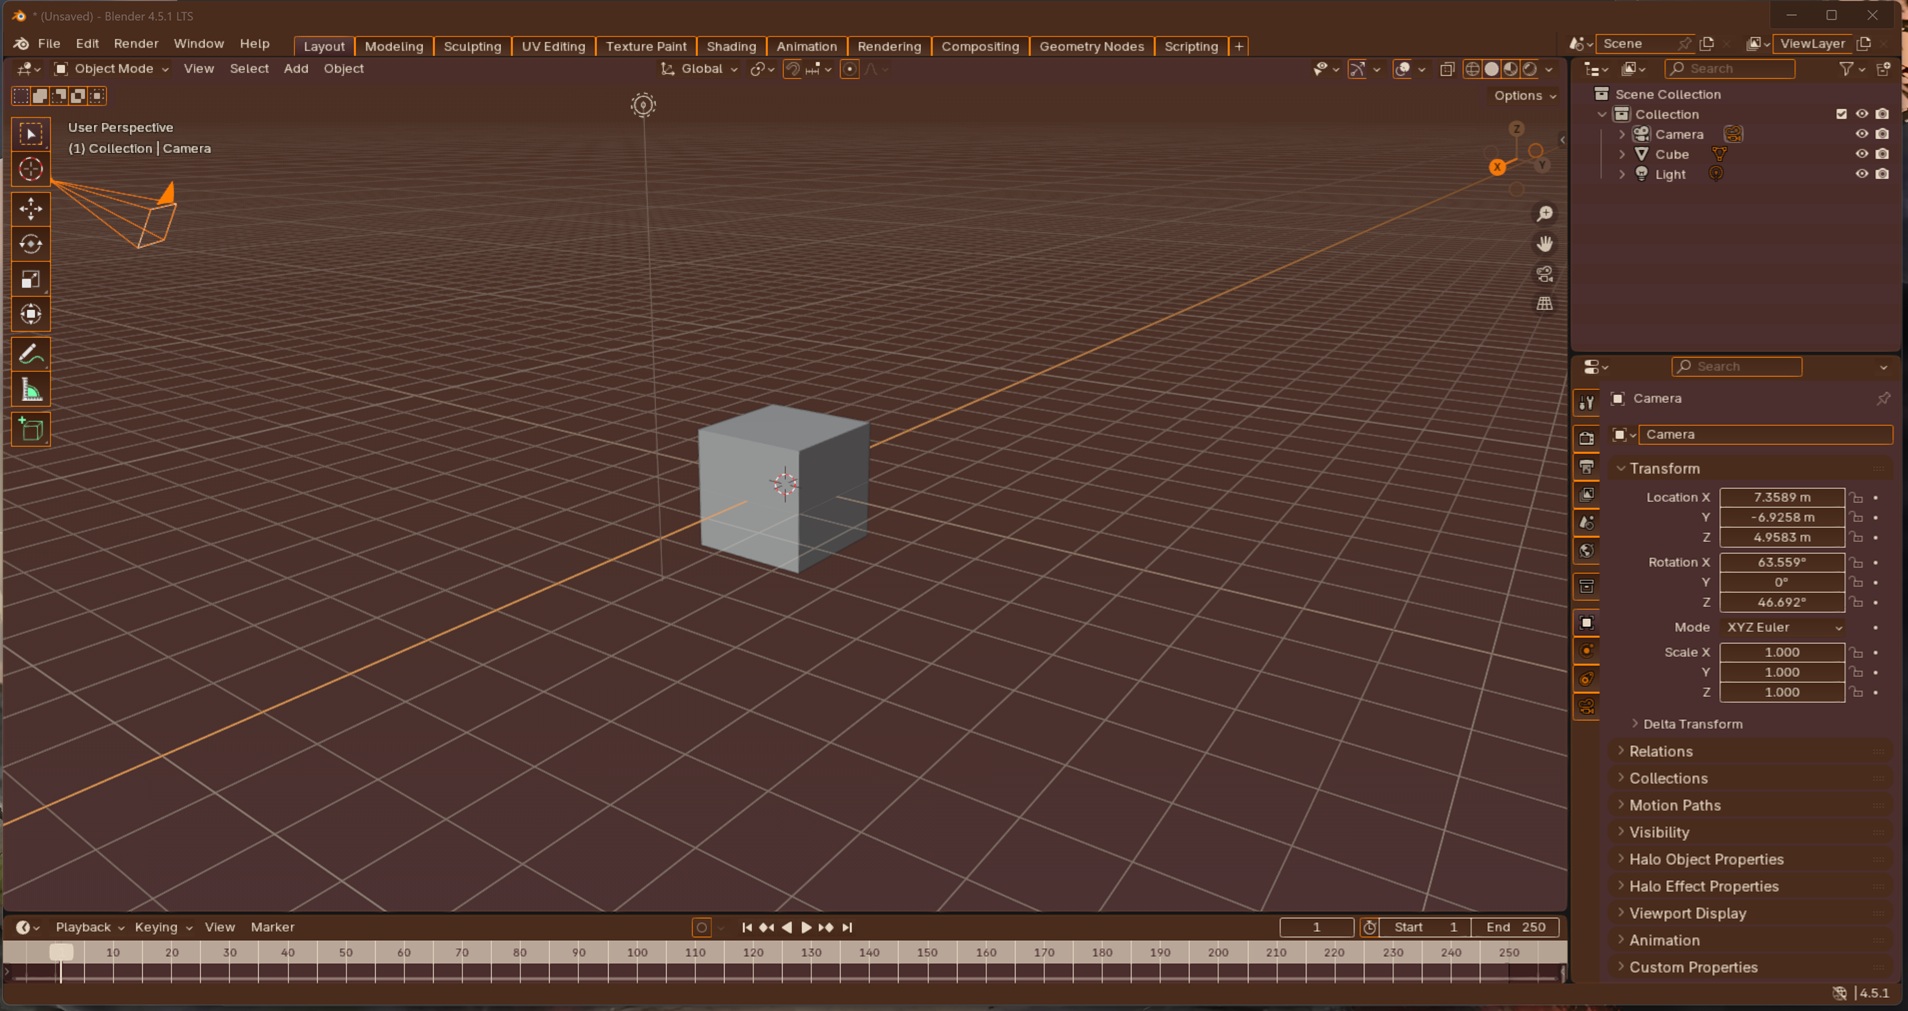 * (Unsaved) - Blender 4.5.1 LTS
File Edit Render Window Help Layout Modeling Sculpting UV Editing Texture Paint Shading Animation Rendering Compositing Geometry Nodes Scripting + Scene ViewLayer
Object Mode View Select Add Object Global Search
Options
User Perspective
(1) Collection | Camera
Z
X
Y
Scene Collection
Collection
Camera
Cube
Light
Search
Camera
Camera
Transform
Location X 7.3589 m
Y -6.9258 m
Z 4.9583 m
Rotation X 63.559°
Y 0°
Z 46.692°
Mode XYZ Euler
Scale X 1.000
Y 1.000
Z 1.000
Delta Transform
Relations
Collections
Motion Paths
Visibility
Halo Object Properties
Halo Effect Properties
Viewport Display
Animation
Custom Properties
Playback Keying View Marker 1 Start 1 End 250
10 20 30 40 50 60 70 80 90 100 110 120 130 140 150 160 170 180 190 200 210 220 230 240 250
4.5.1